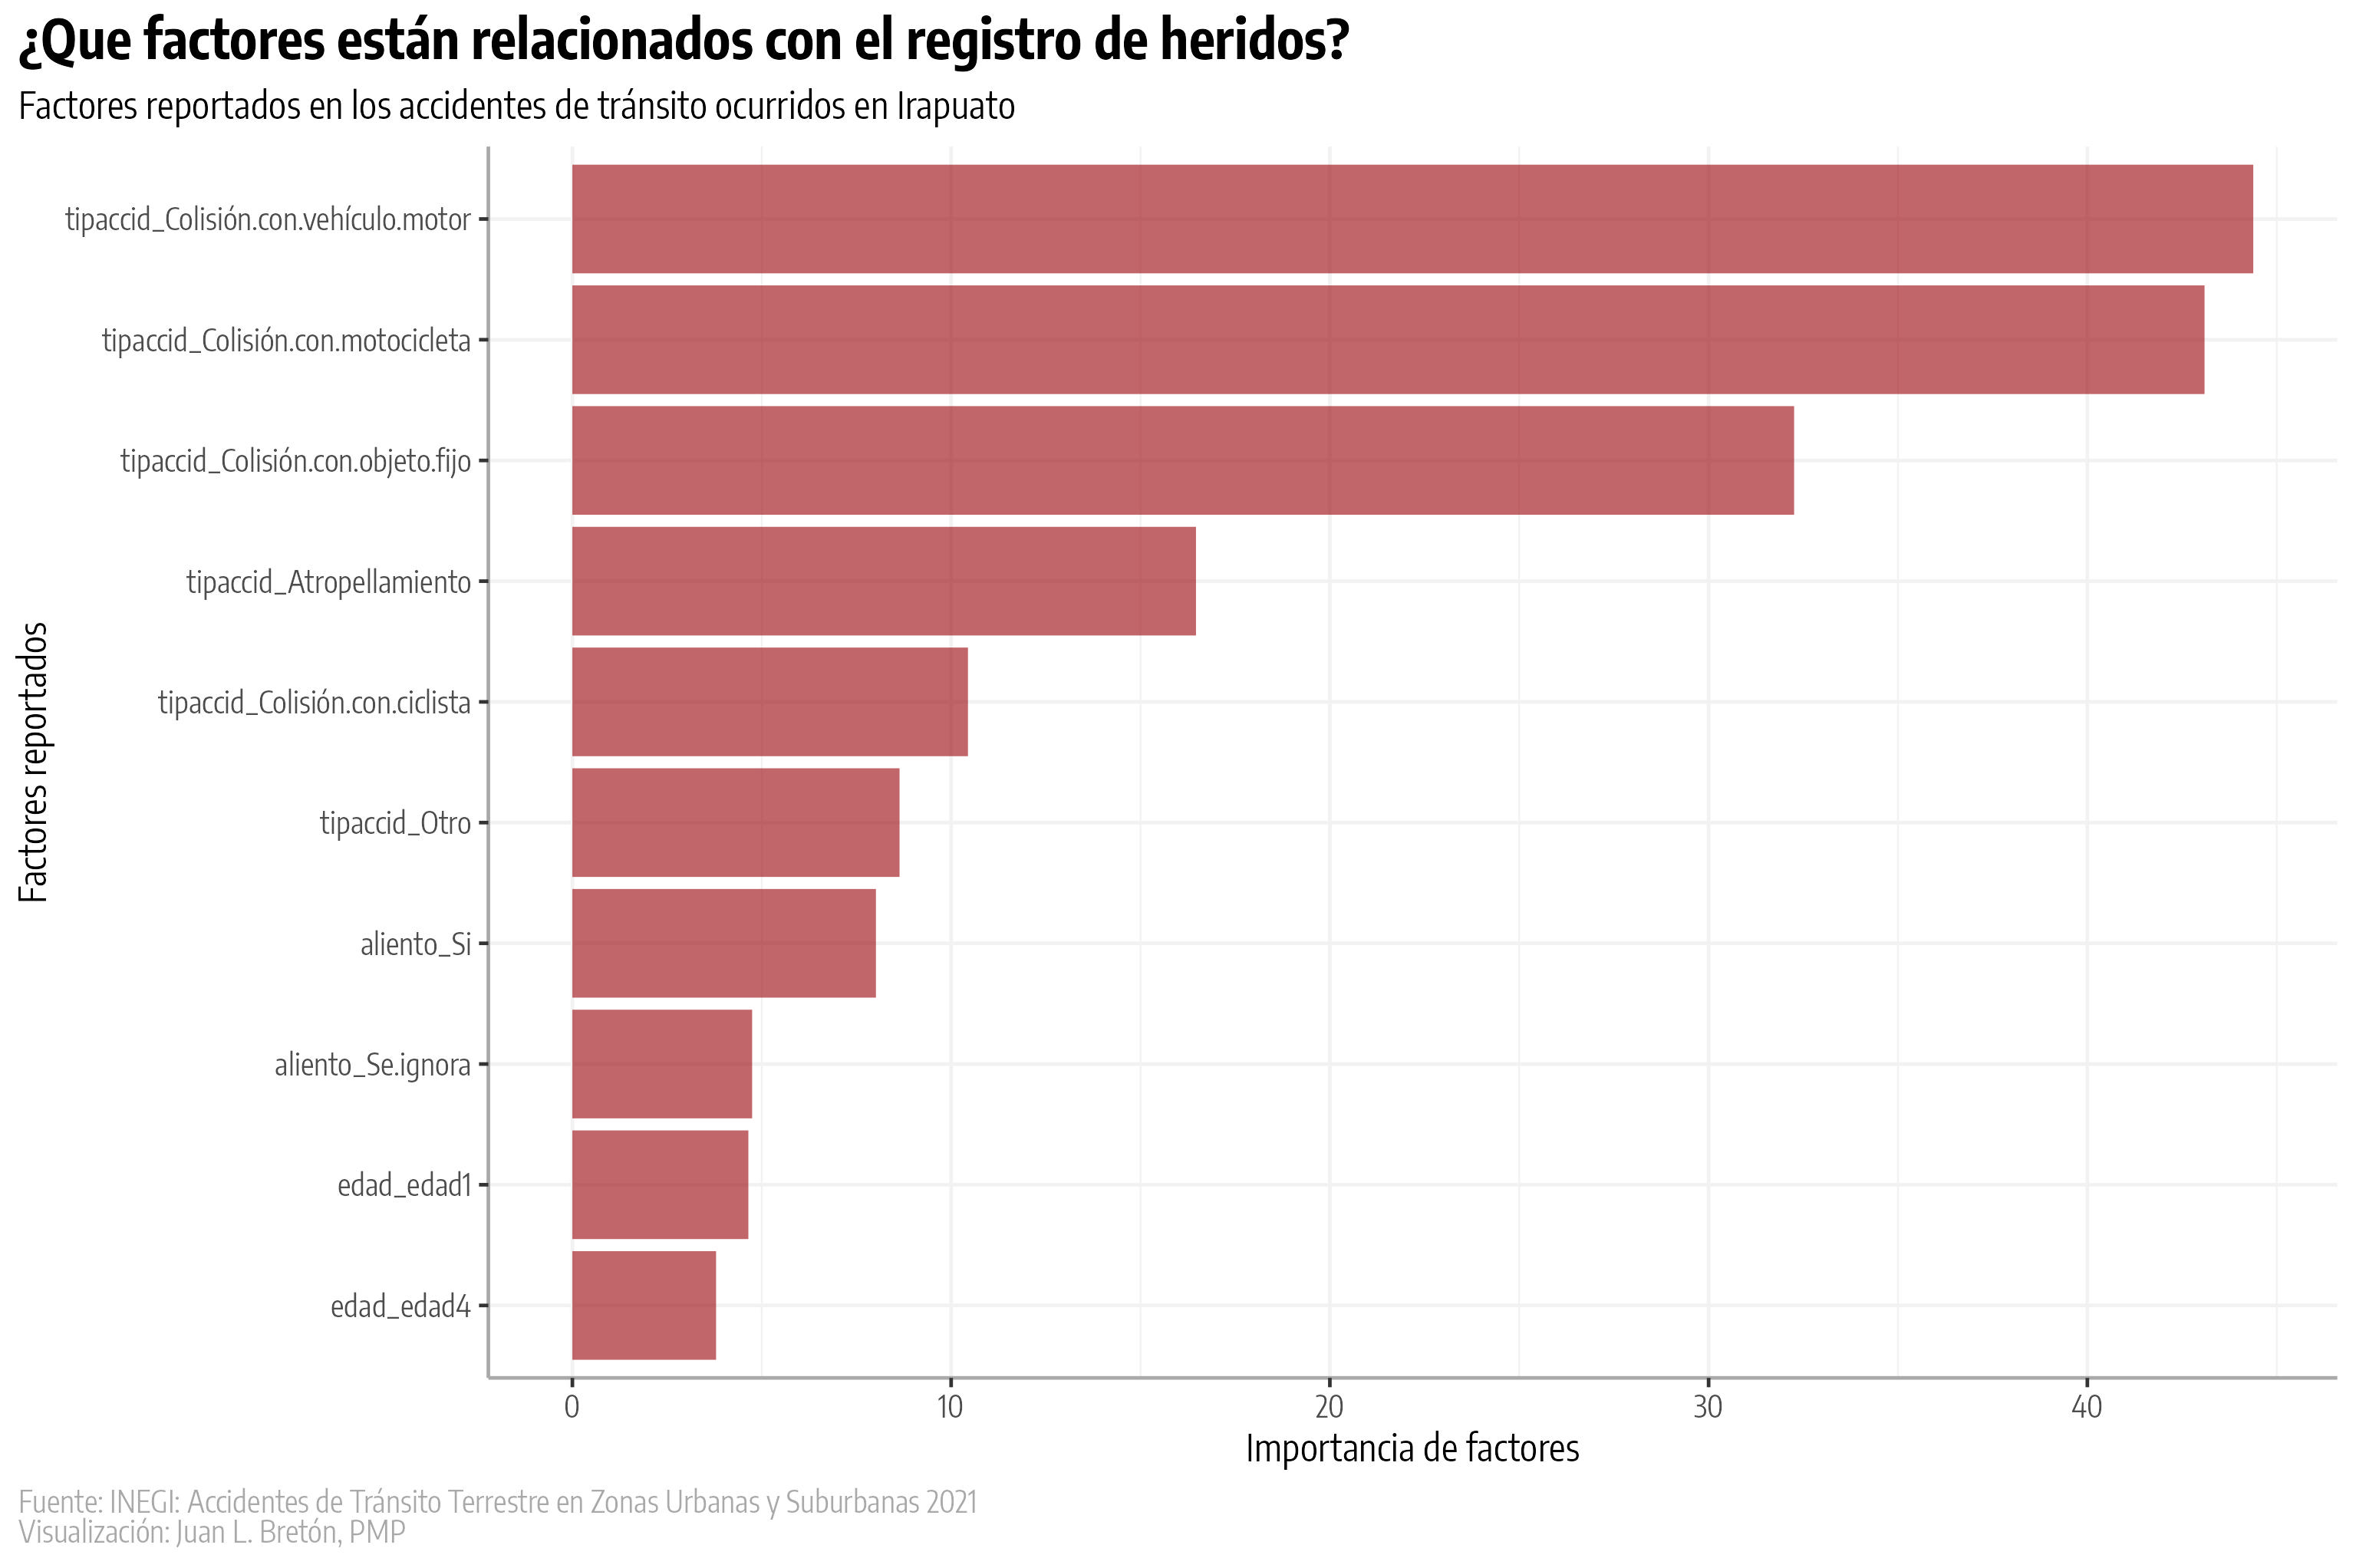 ¿Que factores están relacionados con el registro de heridos?
Factores reportados en los accidentes de tránsito ocurridos en Irapuato
Factores reportados
tipaccid_Colisión.con.vehículo.motor
tipaccid_Colisión.con.motocicleta
tipaccid_Colisión.con.objeto.fijo
tipaccid_Atropellamiento
tipaccid_Colisión.con.ciclista
tipaccid_Otro
aliento_Si
aliento_Se.ignora
edad_edad1
edad_edad4
0 10 20 30 40
Importancia de factores
Fuente: INEGI: Accidentes de Tránsito Terrestre en Zonas Urbanas y Suburbanas 2021
Visualización: Juan L. Bretón, PMP